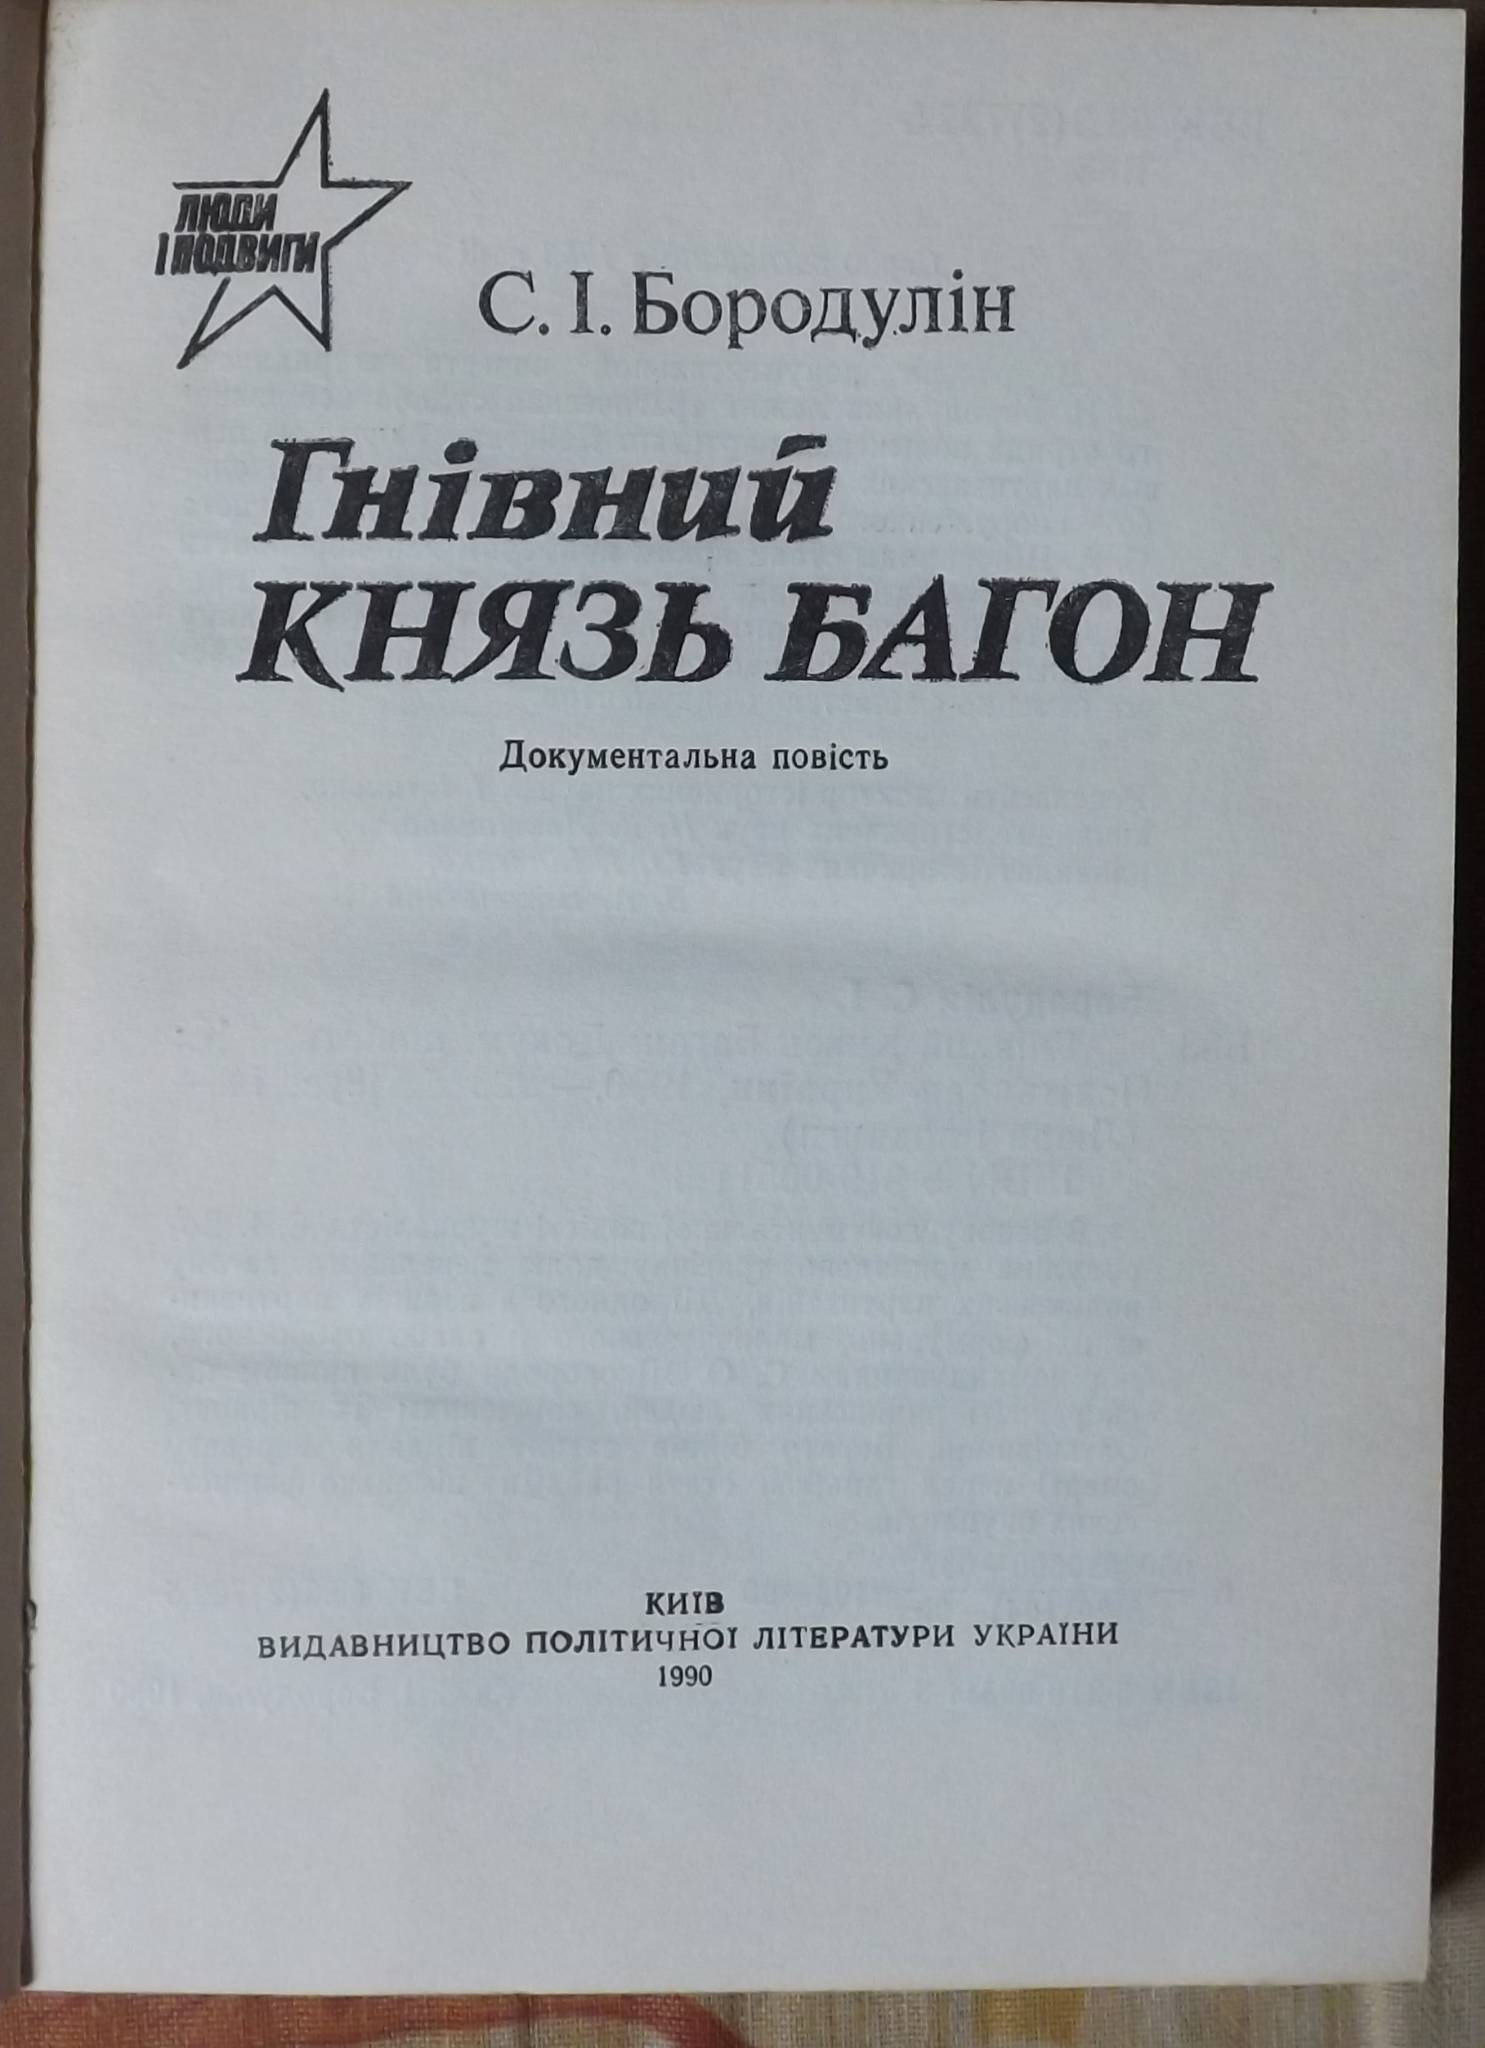 ЛЮДИ
І ПОДВИГИ
С. І. Бородулін
Гнівний
КНЯЗЬ БАГОН
Документальна повість
КИЇВ
ВИДАВНИЦТВО ПОЛІТИЧНОЇ ЛІТЕРАТУРИ УКРАЇНИ
1990